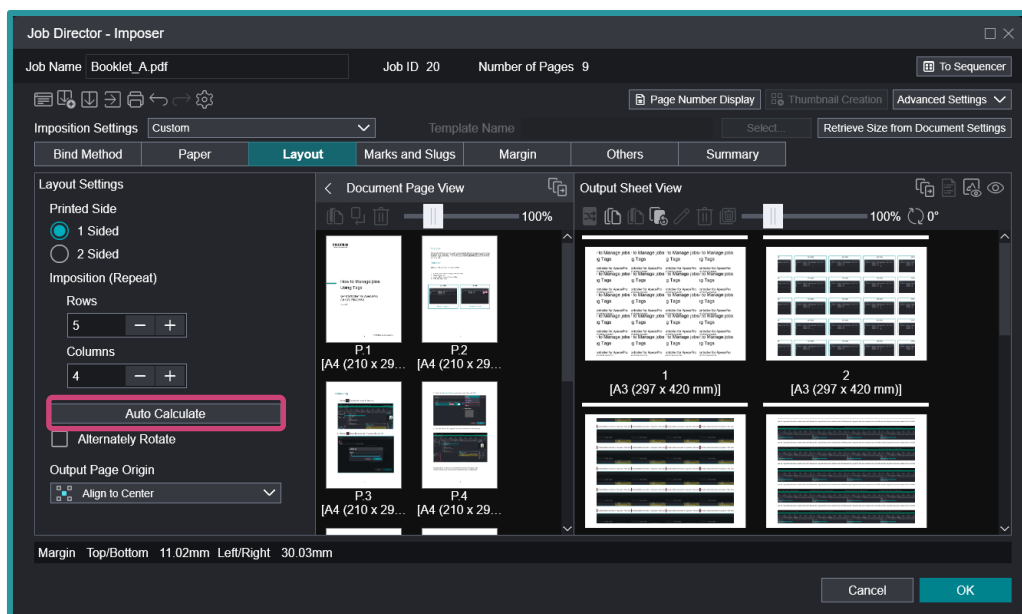 Job Director - Imposer
Job Name Booklet_A.pdf Job ID 20 Number of Pages 9 To Sequencer
Page Number Display Thumbnail Creation Advanced Settings
Imposition Settings Custom Template Name Select... Retrieve Size from Document Settings
Bind Method Paper Layout Marks and Slugs Margin Others Summary
Layout Settings
Printed Side
1 Sided
2 Sided
Imposition (Repeat)
Rows
5 − +
Columns
4 − +
Auto Calculate
Alternately Rotate
Output Page Origin
Align to Center
< Document Page View
100%
How to Manage jobs
Using Tags
P.1 P.2
[A4 (210 x 29... [A4 (210 x 29...
P.3 P.4
[A4 (210 x 29... [A4 (210 x 29...
Output Sheet View
100% 0°
1 2
[A3 (297 x 420 mm)] [A3 (297 x 420 mm)]
Margin Top/Bottom 11.02mm Left/Right 30.03mm
Cancel OK